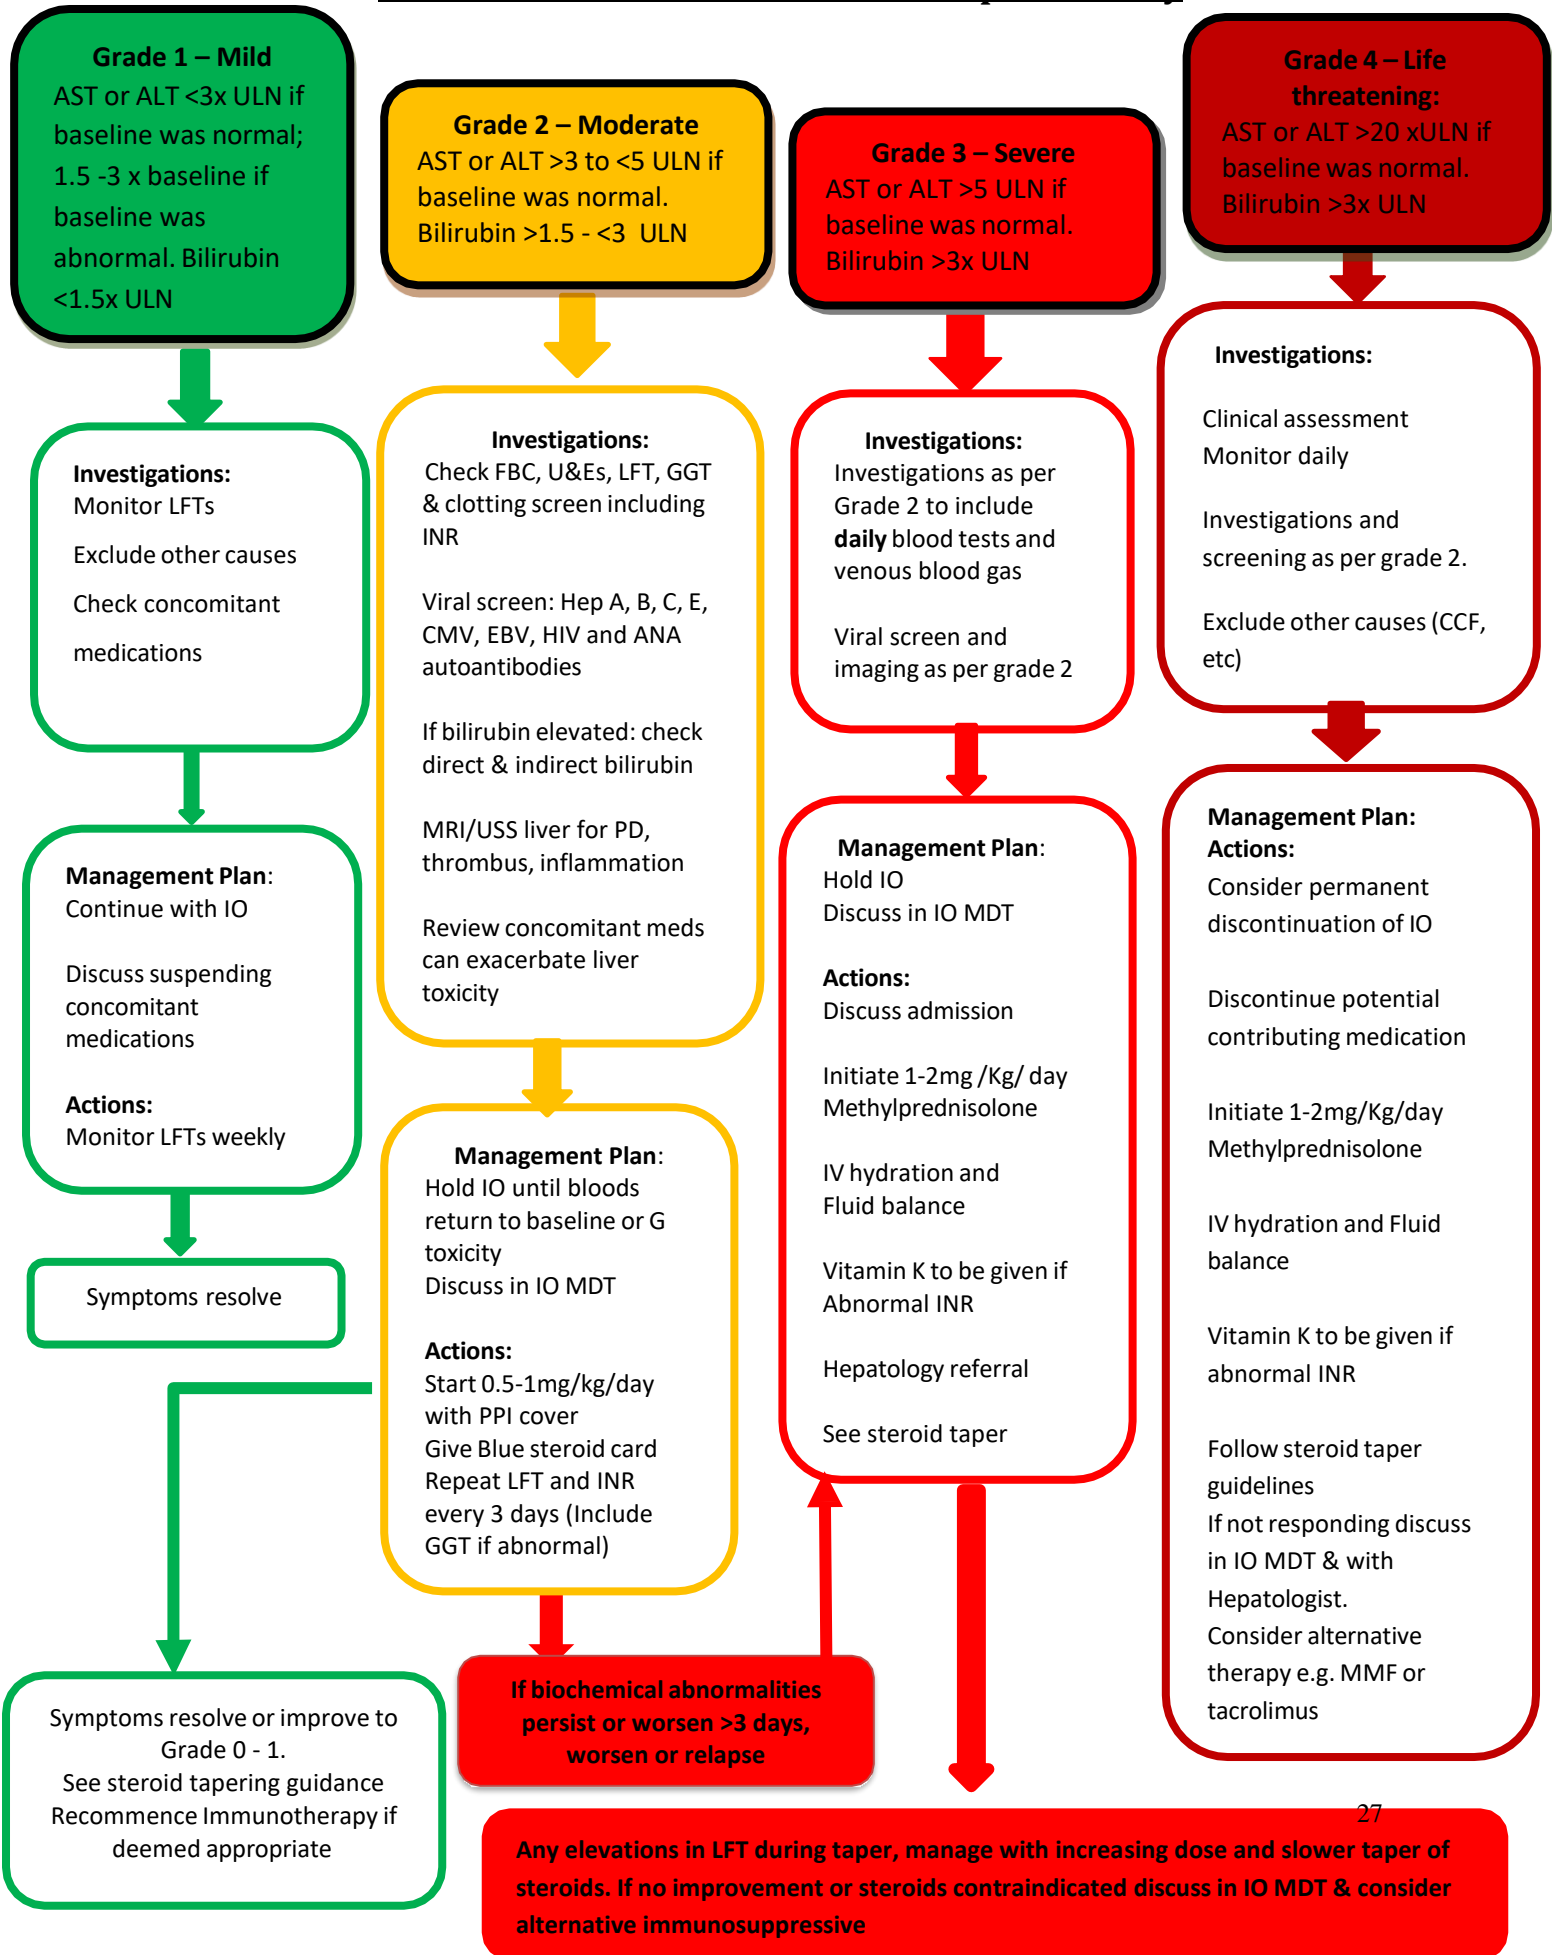 Grade 1 – Mild
AST or ALT <3x ULN if
baseline was normal;
1.5 -3 x baseline if
baseline was
abnormal. Bilirubin
<1.5x ULN
Investigations:
Monitor LFTs
Exclude other causes
Check concomitant
medications
Management Plan:
Continue with IO
Discuss suspending
concomitant
medications
Actions:
Monitor LFTs weekly
Symptoms resolve
Grade 2 – Moderate
AST or ALT >3 to <5 ULN if
baseline was normal.
Bilirubin >1.5 - <3 ULN
Investigations:
Check FBC, U&Es, LFT, GGT
& clotting screen including
INR
Viral screen: Hep A, B, C, E,
CMV, EBV, HIV and ANA
autoantibodies
If bilirubin elevated: check
direct & indirect bilirubin
MRI/USS liver for PD,
thrombus, inflammation
Review concomitant meds
can exacerbate liver
toxicity
Management Plan:
Hold IO until bloods
return to baseline or G
toxicity
Discuss in IO MDT
Actions:
Start 0.5-1mg/kg/day
with PPI cover
Give Blue steroid card
Repeat LFT and INR
every 3 days (Include
GGT if abnormal)
Symptoms resolve or improve to
Grade 0 - 1.
See steroid tapering guidance
Recommence Immunotherapy if
deemed appropriate
If biochemical abnormalities
persist or worsen >3 days,
worsen or relapse
Grade 3 – Severe
AST or ALT >5 ULN if
baseline was normal.
Bilirubin >3x ULN
Investigations:
Investigations as per
Grade 2 to include
daily blood tests and
venous blood gas
Viral screen and
imaging as per grade 2
Management Plan:
Hold IO
Discuss in IO MDT
Actions:
Discuss admission
Initiate 1-2mg /Kg/ day
Methylprednisolone
IV hydration and
Fluid balance
Vitamin K to be given if
Abnormal INR
Hepatology referral
See steroid taper
Grade 4 – Life
threatening:
AST or ALT >20 xULN if
baseline was normal.
Bilirubin >3x ULN
Investigations:
Clinical assessment
Monitor daily
Investigations and
screening as per grade 2.
Exclude other causes (CCF,
etc)
Management Plan:
Actions:
Consider permanent
discontinuation of IO
Discontinue potential
contributing medication
Initiate 1-2mg/Kg/day
Methylprednisolone
IV hydration and Fluid
balance
Vitamin K to be given if
abnormal INR
Follow steroid taper
guidelines
If not responding discuss
in IO MDT & with
Hepatologist.
Consider alternative
therapy e.g. MMF or
tacrolimus
27
Any elevations in LFT during taper, manage with increasing dose and slower taper of
steroids. If no improvement or steroids contraindicated discuss in IO MDT & consider
alternative immunosuppressive